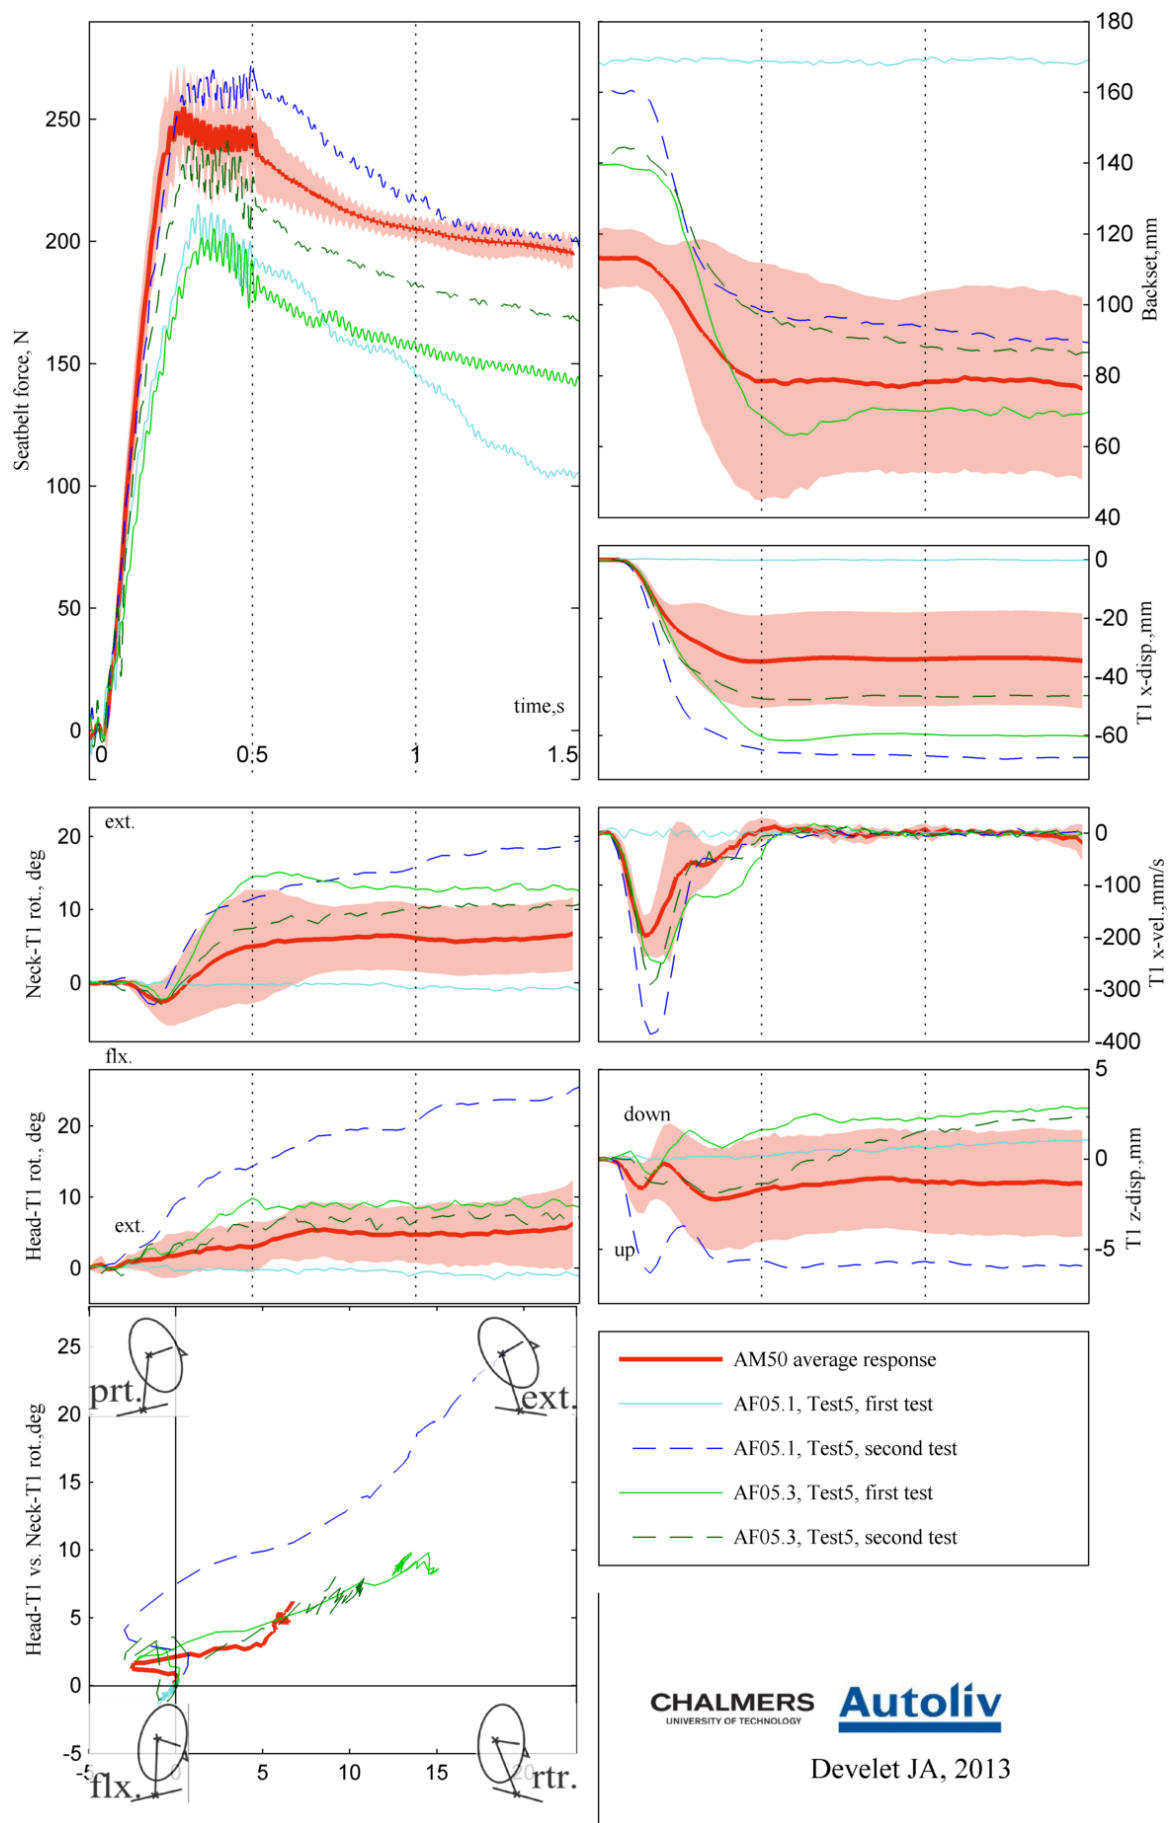 250
200
150
100
50
0
Seatbelt force, N
time,s
0
0.5
1
1.5
180
160
140
120
100
80
60
40
Backset,mm
0
-20
-40
-60
T1 x-disp.,mm
ext.
20
10
0
Neck-T1 rot., deg
flx.
0
-100
-200
-300
-400
T1 x-vel.,mm/s
20
10
0
Head-T1 rot., deg
ext.
5
0
-5
T1 z-disp.,mm
down
up
25
20
15
10
5
0
-5
Head-T1 vs. Neck-T1 rot.,deg
prt.
ext.
flx.
rtr.
-5
0
5
10
15
20
AM50 average response
AF05.1, Test5, first test
AF05.1, Test5, second test
AF05.3, Test5, first test
AF05.3, Test5, second test
CHALMERS
UNIVERSITY OF TECHNOLOGY
Autoliv
Develet JA, 2013